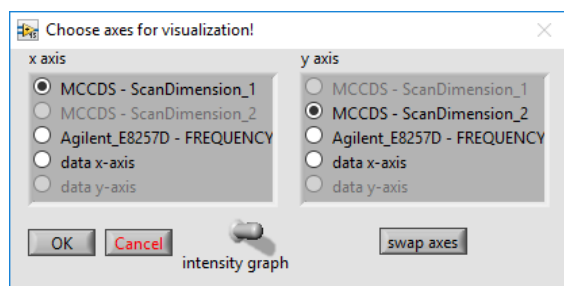 Choose axes for visualization!
x axis
MCCDS - ScanDimension_1
MCCDS - ScanDimension_2
Agilent_E8257D - FREQUENCY
data x-axis
data y-axis
y axis
MCCDS - ScanDimension_1
MCCDS - ScanDimension_2
Agilent_E8257D - FREQUENCY
data x-axis
data y-axis
OK
Cancel
intensity graph
swap axes